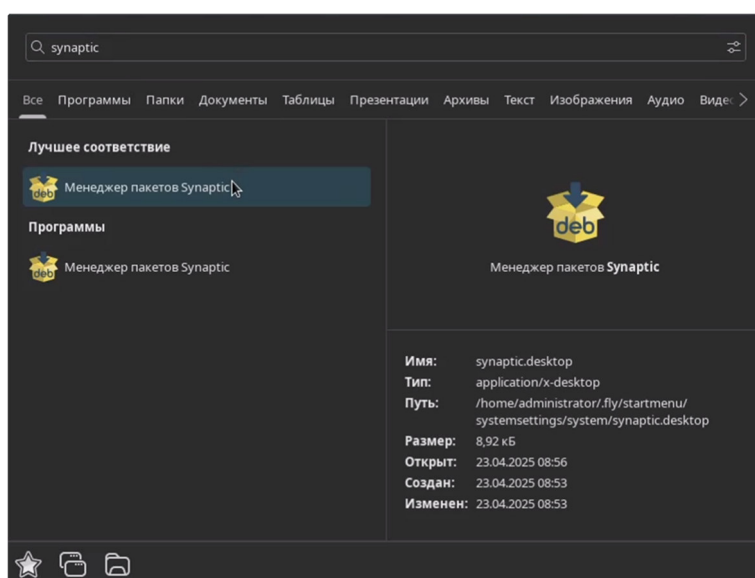 synaptic
Все Программы Папки Документы Таблицы Презентации Архивы Текст Изображения Аудио
Лучшее соответствие
deb Менеджер пакетов Synaptic
Программы
deb Менеджер пакетов Synaptic
deb
Менеджер пакетов Synaptic
Имя: synaptic.desktop
Тип: application/x-desktop
Путь: /home/administrator/.fly/startmenu/
systemsettings/system/synaptic.desktop
Размер: 8,92 кБ
Открыт: 23.04.2025 08:56
Создан: 23.04.2025 08:53
Изменен: 23.04.2025 08:53